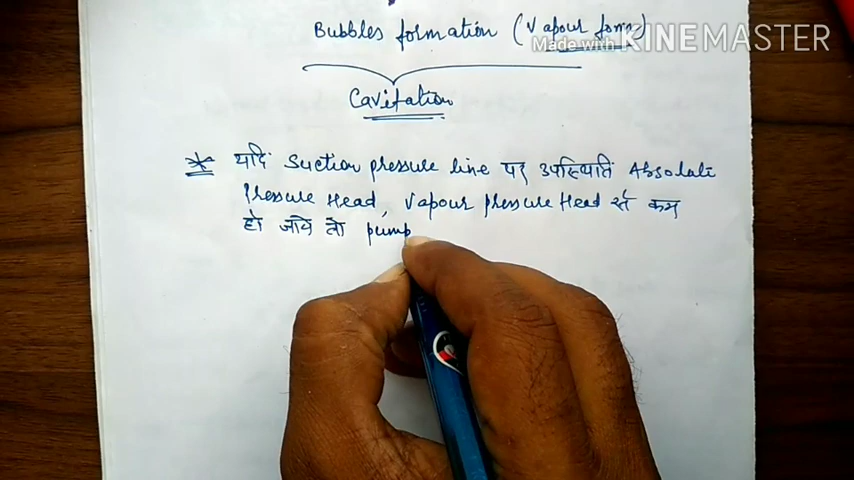 Bubbles formation (Vapour form)
Made with KINEMASTER
Cavitation
* यदि Suction pressure line पर उपस्थिति Absolute
Pressure Head, Vapour pressure Head से कम
हो जाये तो pump